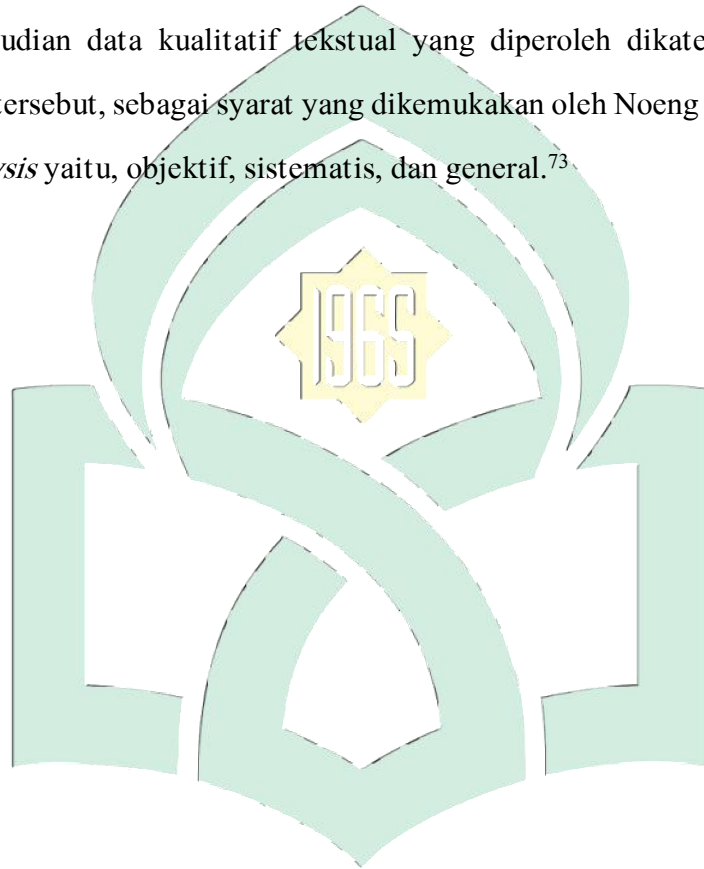 udian data kualitatif tekstual yang diperoleh dikate
tersebut, sebagai syarat yang dikemukakan oleh Noeng
ysis yaitu, objektif, sistematis, dan general.73
1965